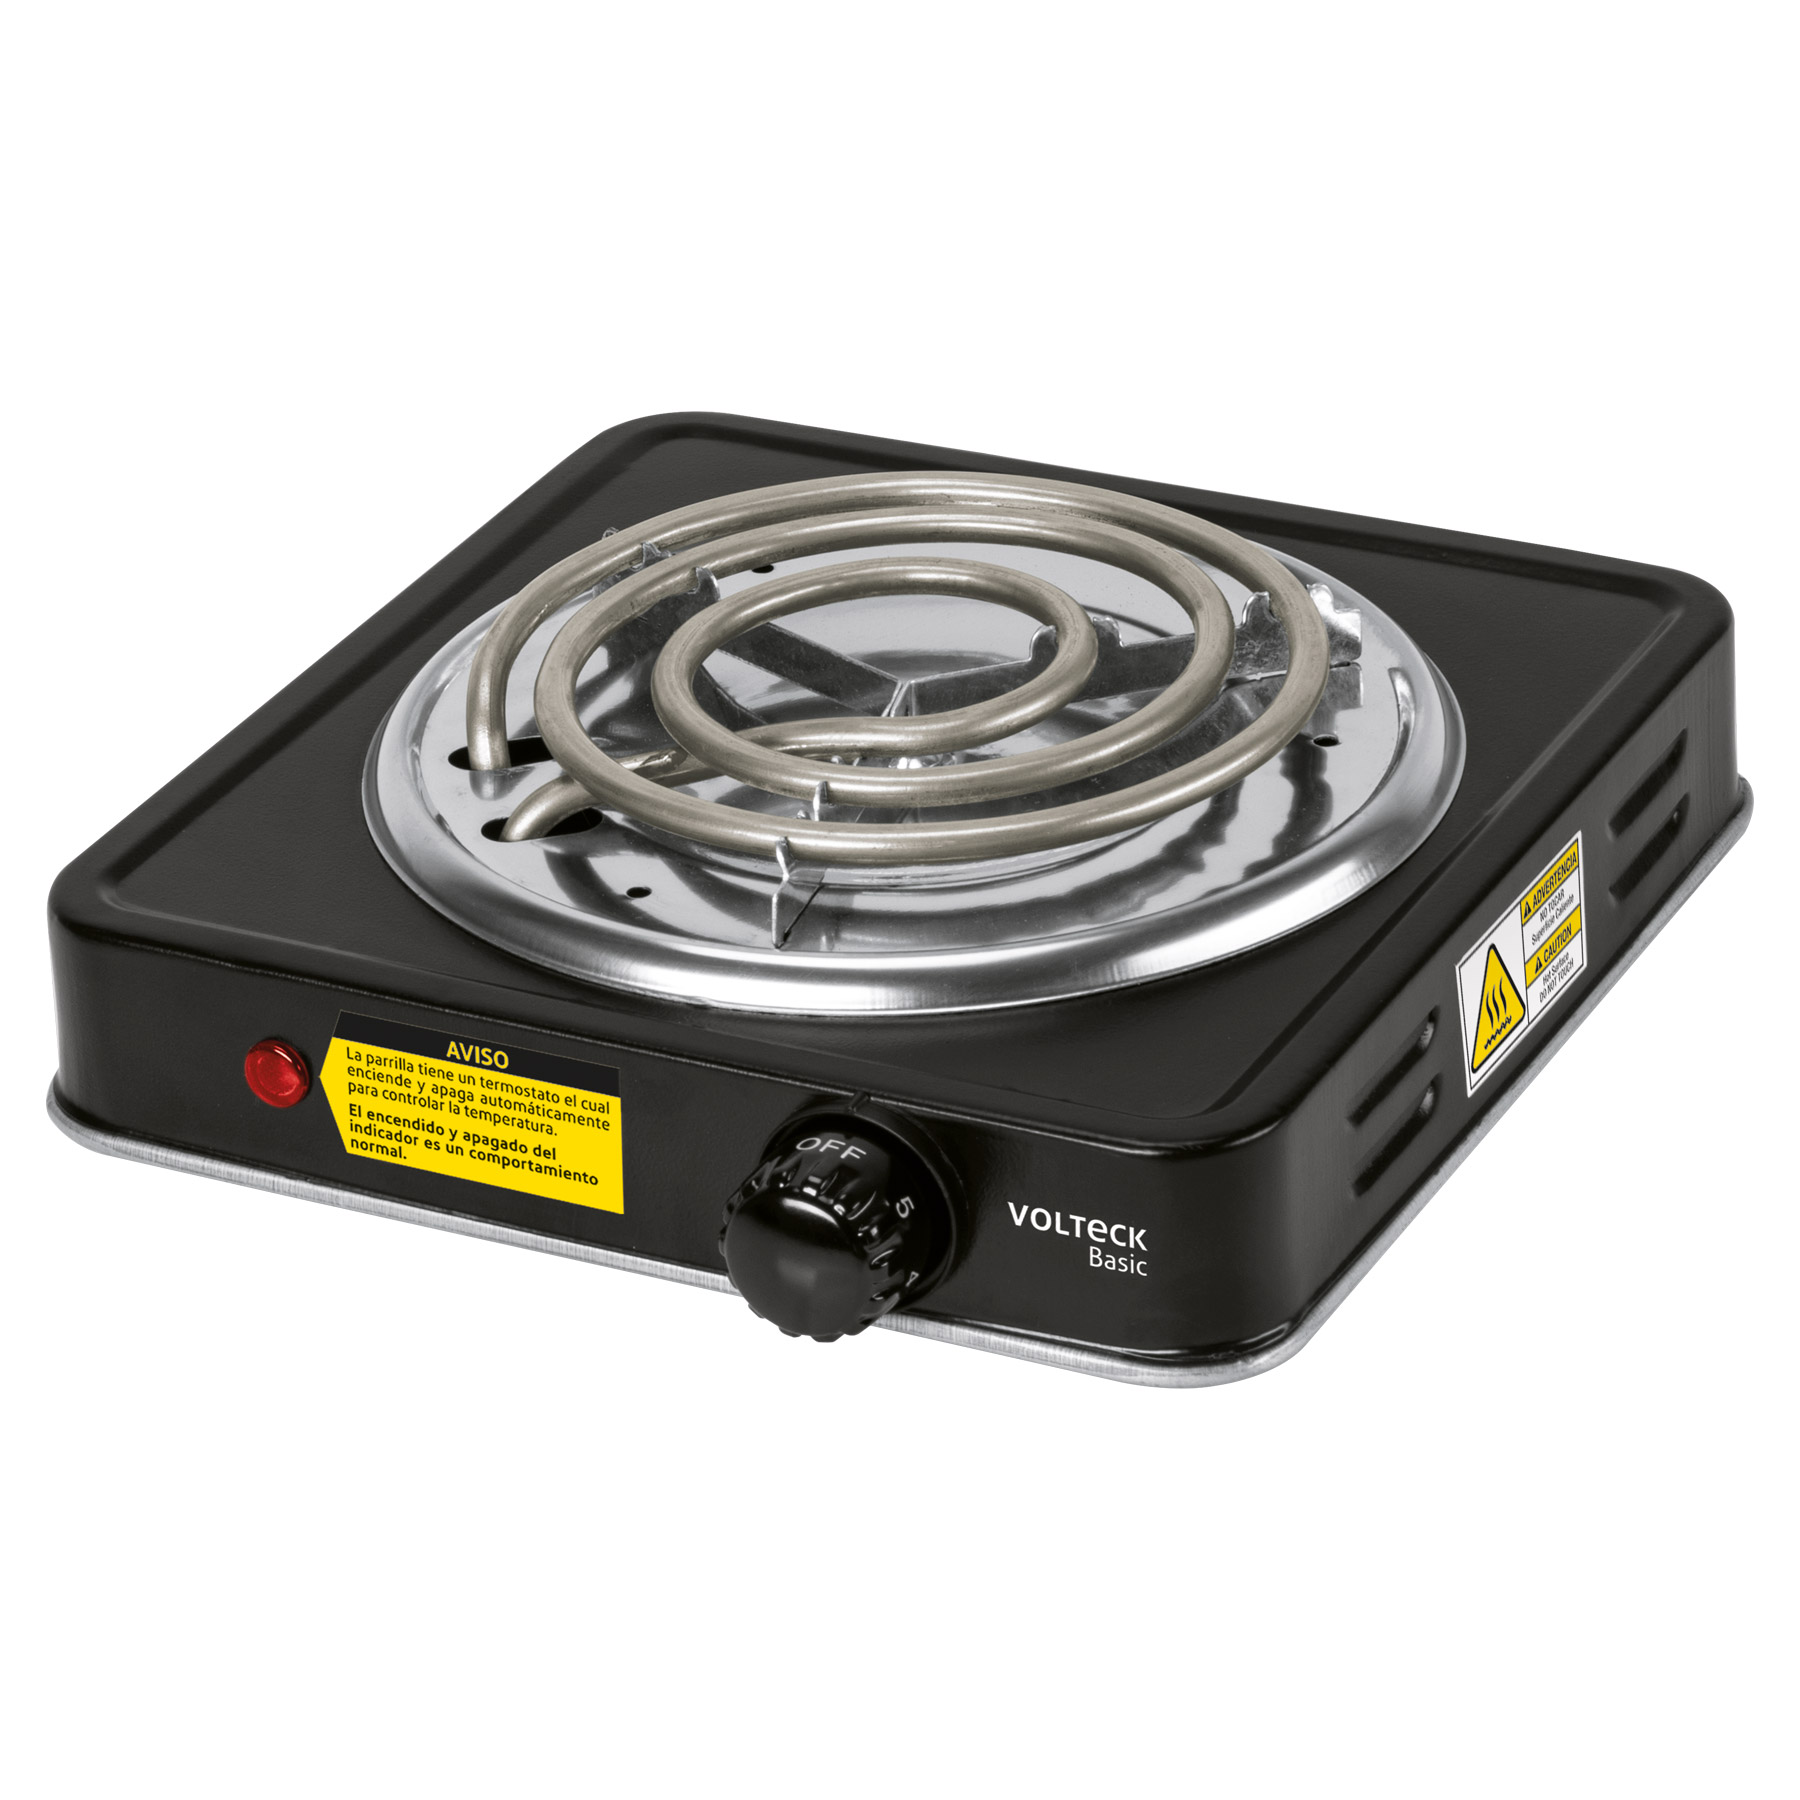 AVISO
La parrilla tiene un termostato el cual
enciende y apaga automáticamente
para controlar la temperatura.
El encendido y apagado del
indicador es un comportamiento
normal.
OFF
5
4
VOLTECK
Basic
ADVERTENCIA
NO TOCAR
Superficie Caliente
CAUTION
Hot Surface
DO NOT TOUCH